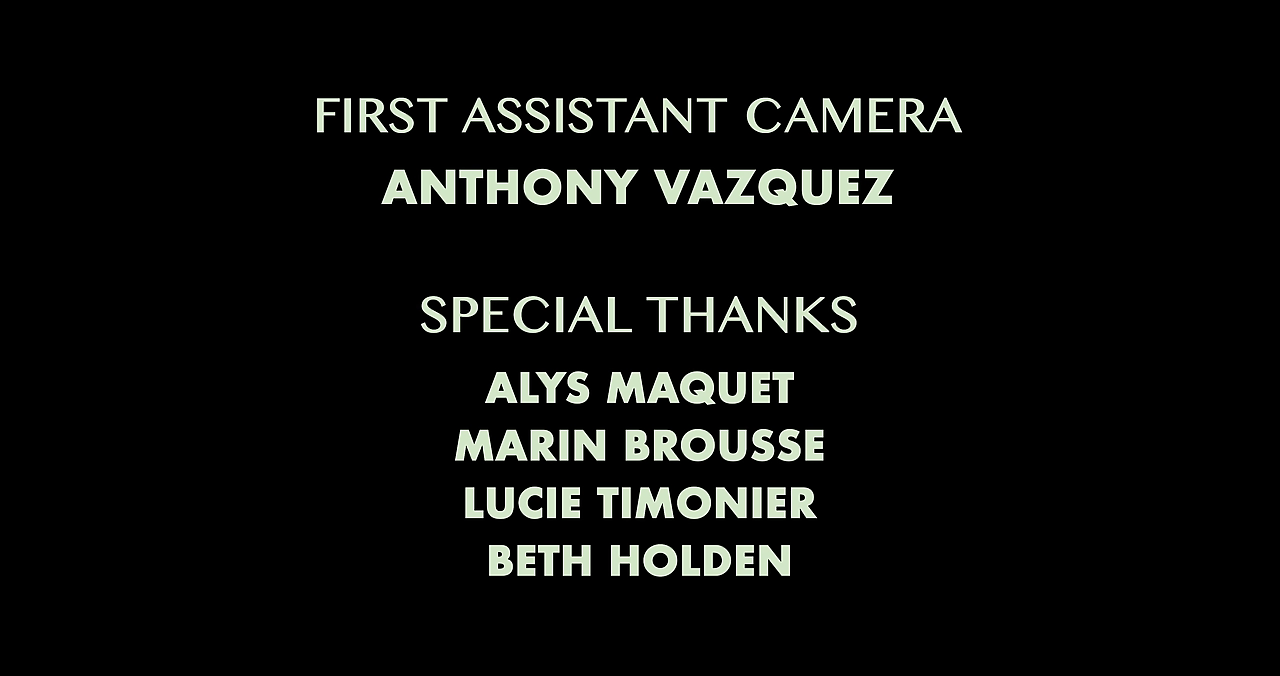 FIRST ASSISTANT CAMERA
ANTHONY VAZQUEZ
SPECIAL THANKS
ALYS MAQUET
MARIN BROUSSE
LUCIE TIMONIER
BETH HOLDEN